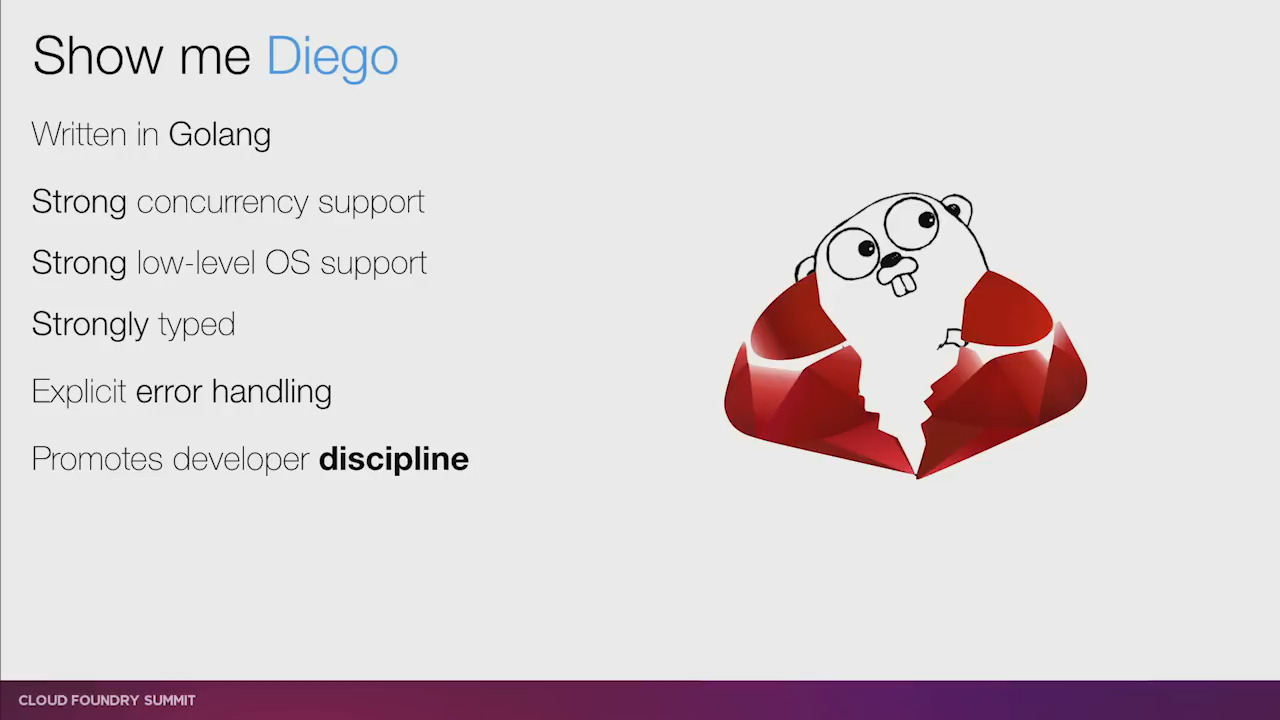 Show me Diego
Written in Golang
Strong concurrency support
Strong low-level OS support
Strongly typed
Explicit error handling
Promotes developer discipline
CLOUD FOUNDRY SUMMIT